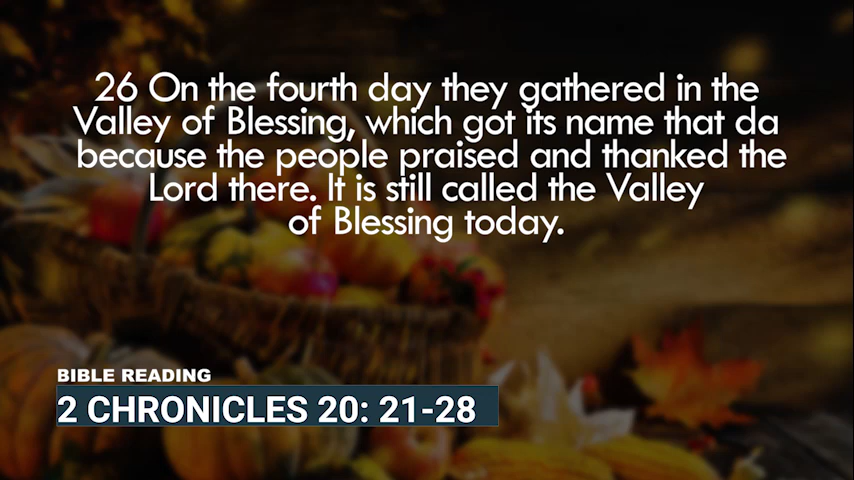 26 On the fourth day they gathered in the
Valley of Blessing, which got its name that da
because the people praised and thanked the
Lord there. It is still called the Valley
of Blessing today.
BIBLE READING
2 CHRONICLES 20: 21-28